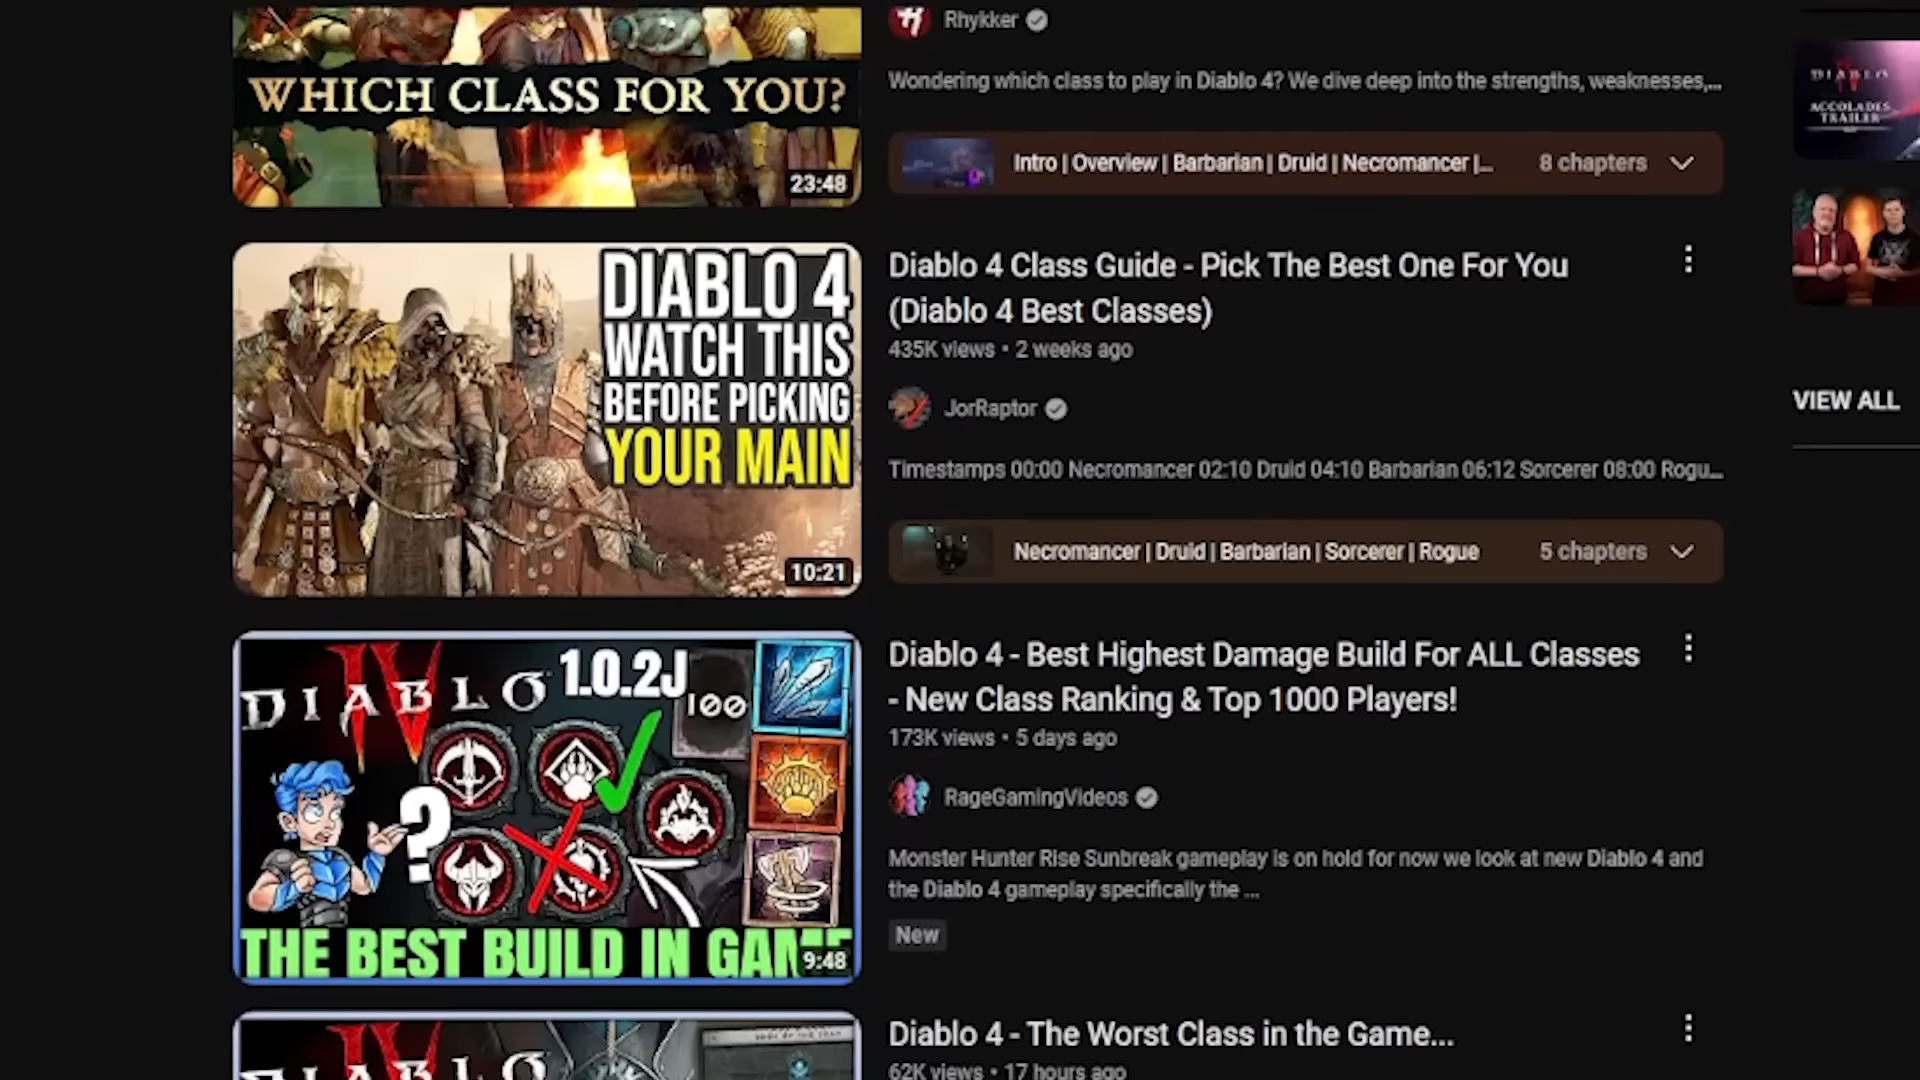 Rhykker
WHICH CLASS FOR YOU?
23:48
Wondering which class to play in Diablo 4? We dive deep into the strengths, weaknesses,...
Intro | Overview | Barbarian | Druid | Necromancer |...
8 chapters
DIABLO
ACCOLADES
TRAILER
DIABLO 4
WATCH THIS
BEFORE PICKING
YOUR MAIN
10:21
Diablo 4 Class Guide - Pick The Best One For You
(Diablo 4 Best Classes)
435K views • 2 weeks ago
JorRaptor
Timestamps 00:00 Necromancer 02:10 Druid 04:10 Barbarian 06:12 Sorcerer 08:00 Rogu...
Necromancer | Druid | Barbarian | Sorcerer | Rogue
5 chapters
VIEW ALL
DIABLO IV
1.0.2J
100
?
THE BEST BUILD IN GAME
9:48
Diablo 4 - Best Highest Damage Build For ALL Classes
- New Class Ranking & Top 1000 Players!
173K views • 5 days ago
RageGamingVideos
Monster Hunter Rise Sunbreak gameplay is on hold for now we look at new Diablo 4 and
the Diablo 4 gameplay specifically the ...
New
DIABLO
Diablo 4 - The Worst Class in the Game...
62K views • 17 hours ago